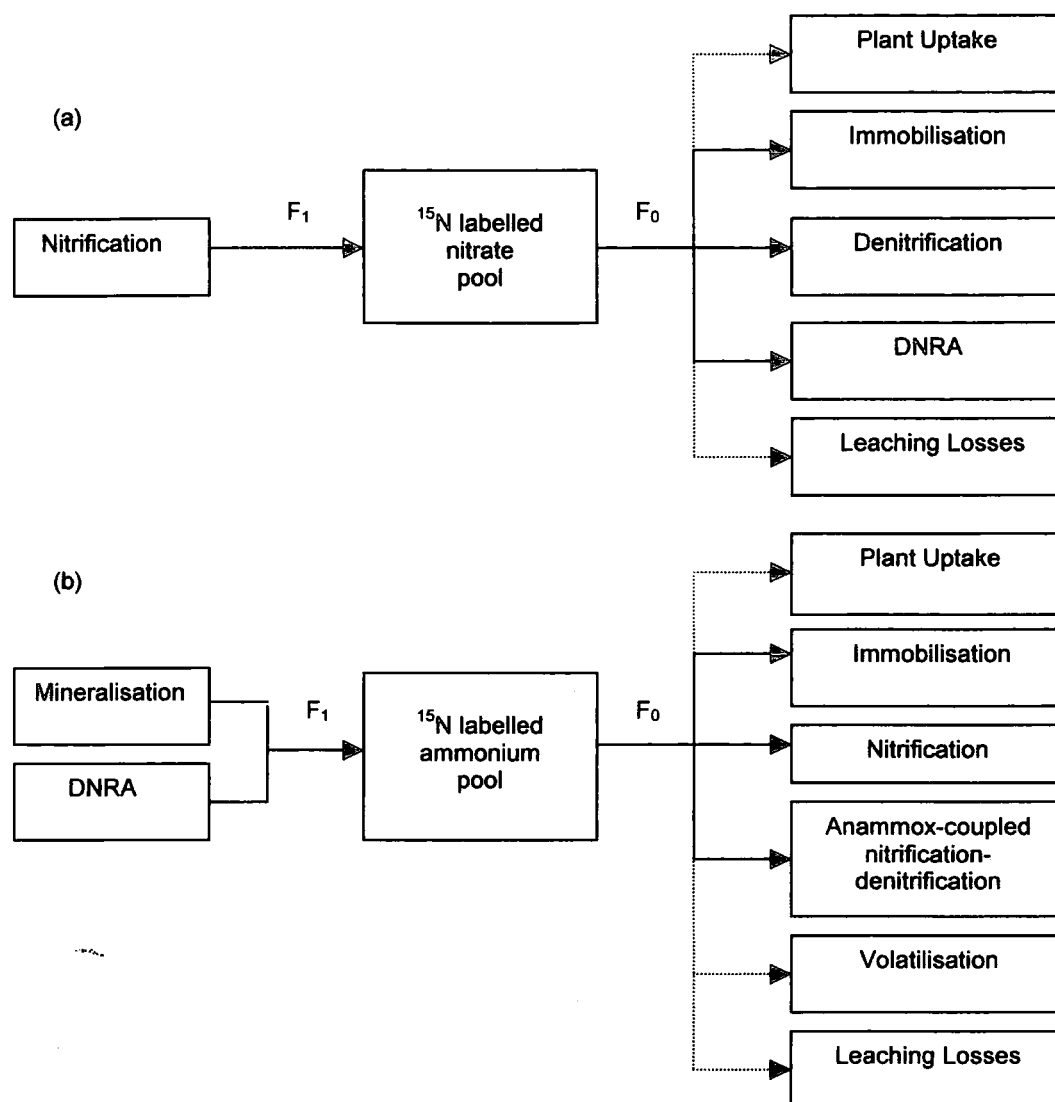 (a)
Nitrification
F₁
¹⁵N labelled
nitrate
pool
F₀
Plant Uptake
Immobilisation
Denitrification
DNRA
Leaching Losses
(b)
Mineralisation
DNRA
F₁
¹⁵N labelled
ammonium
pool
F₀
Plant Uptake
Immobilisation
Nitrification
Anammox-coupled
nitrification-
denitrification
Volatilisation
Leaching Losses